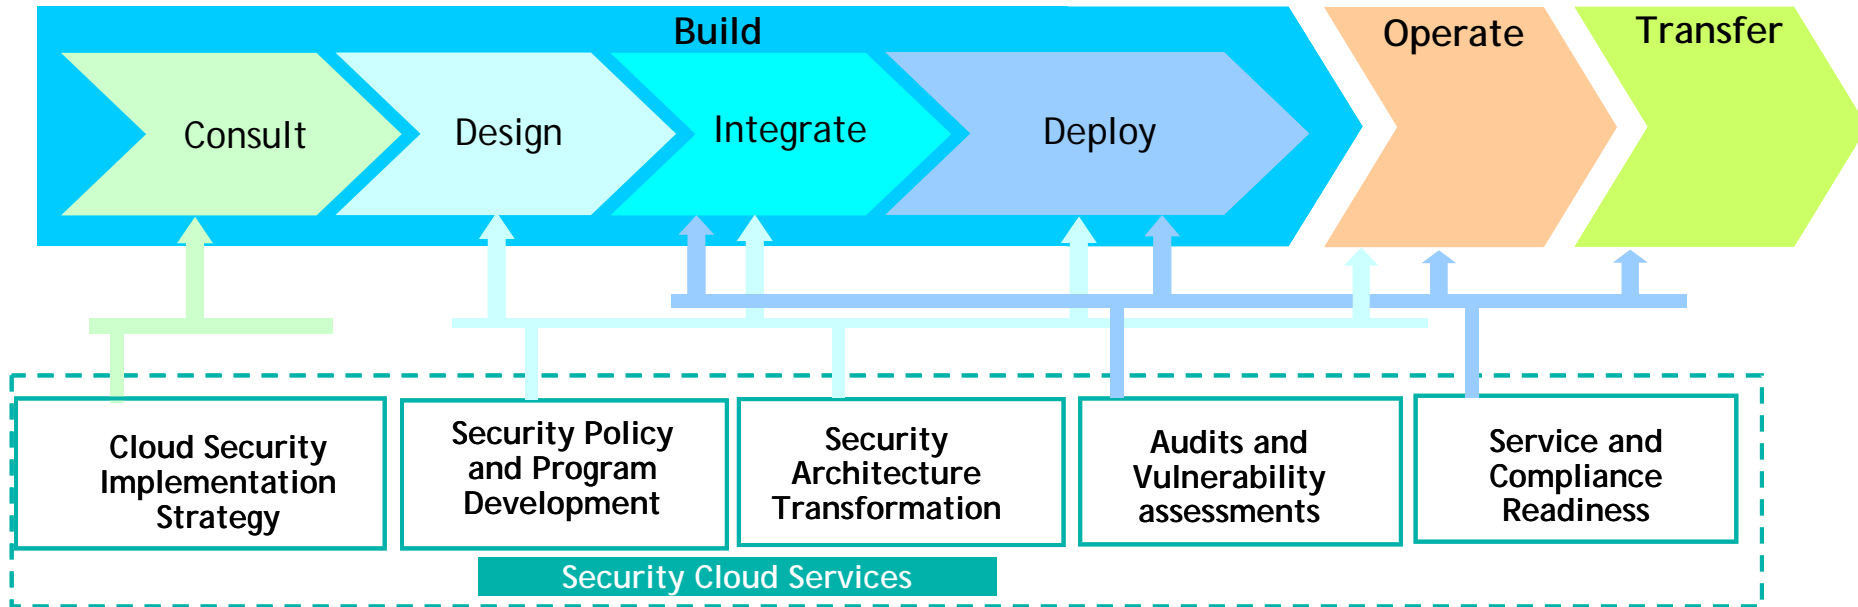 Build
Operate
Transfer
Consult
Design
Integrate
Deploy
Cloud Security
Implementation
Strategy
Security Policy
and Program
Development
Security
Architecture
Transformation
Audits and
Vulnerability
assessments
Service and
Compliance
Readiness
Security Cloud Services